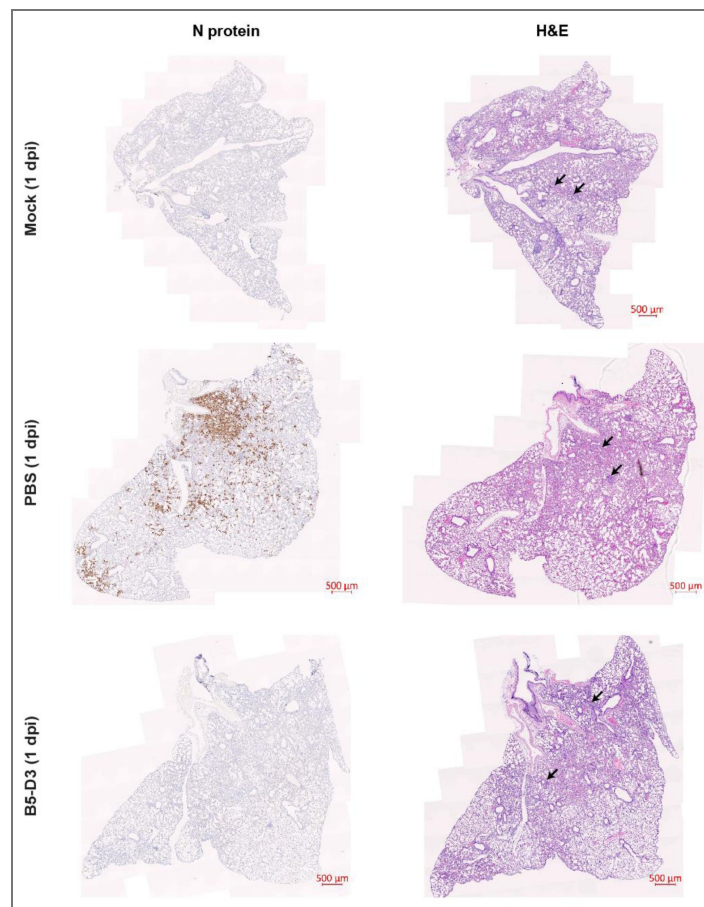 N protein
H&E
Mock (1 dpi)
500 µm
PBS (1 dpi)
500 µm
500 µm
B5-D3 (1 dpi)
500 µm
500 µm